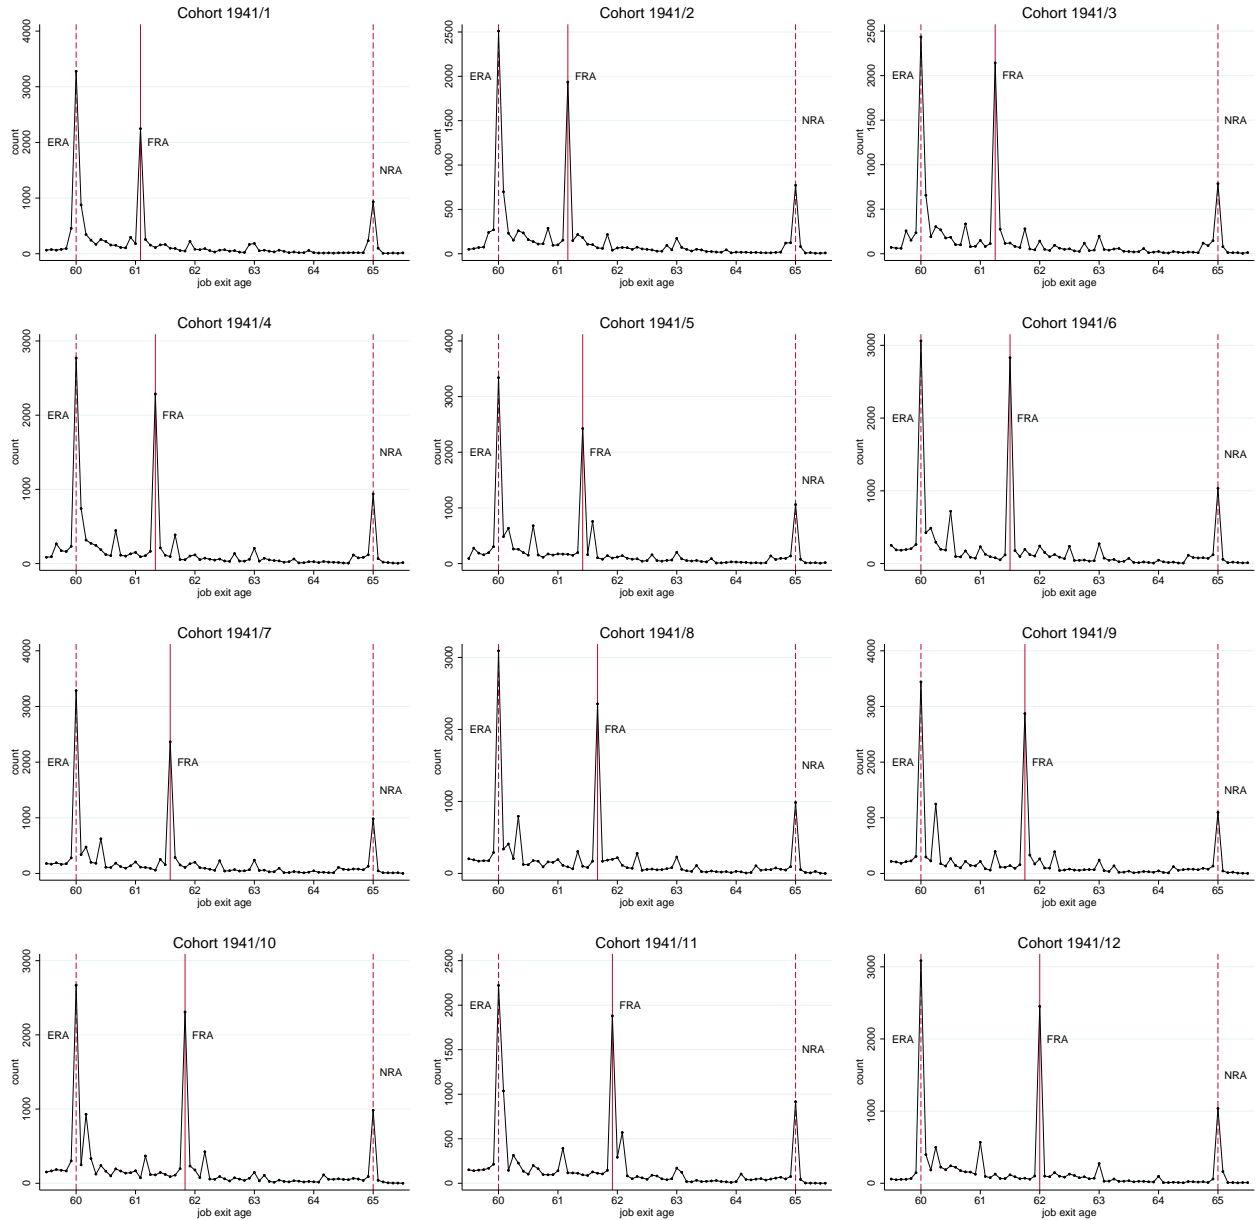 Cohort 1941/1
4000
3000
2000
1000
0
count
ERA
FRA
NRA
60 61 62 63 64 65
job exit age
Cohort 1941/2
2500
2000
1500
1000
500
0
count
ERA
FRA
NRA
60 61 62 63 64 65
job exit age
Cohort 1941/3
2500
2000
1500
1000
500
0
count
ERA
FRA
NRA
60 61 62 63 64 65
job exit age
Cohort 1941/4
3000
2000
1000
0
count
ERA
FRA
NRA
60 61 62 63 64 65
job exit age
Cohort 1941/5
4000
3000
2000
1000
0
count
ERA
FRA
NRA
60 61 62 63 64 65
job exit age
Cohort 1941/6
3000
2000
1000
0
count
ERA
FRA
NRA
60 61 62 63 64 65
job exit age
Cohort 1941/7
4000
3000
2000
1000
0
count
ERA
FRA
NRA
60 61 62 63 64 65
job exit age
Cohort 1941/8
3000
2000
1000
0
count
ERA
FRA
NRA
60 61 62 63 64 65
job exit age
Cohort 1941/9
4000
3000
2000
1000
0
count
ERA
FRA
NRA
60 61 62 63 64 65
job exit age
Cohort 1941/10
3000
2000
1000
0
count
ERA
FRA
NRA
60 61 62 63 64 65
job exit age
Cohort 1941/11
2500
2000
1500
1000
500
0
count
ERA
FRA
NRA
60 61 62 63 64 65
job exit age
Cohort 1941/12
3000
2000
1000
0
count
ERA
FRA
NRA
60 61 62 63 64 65
job exit age